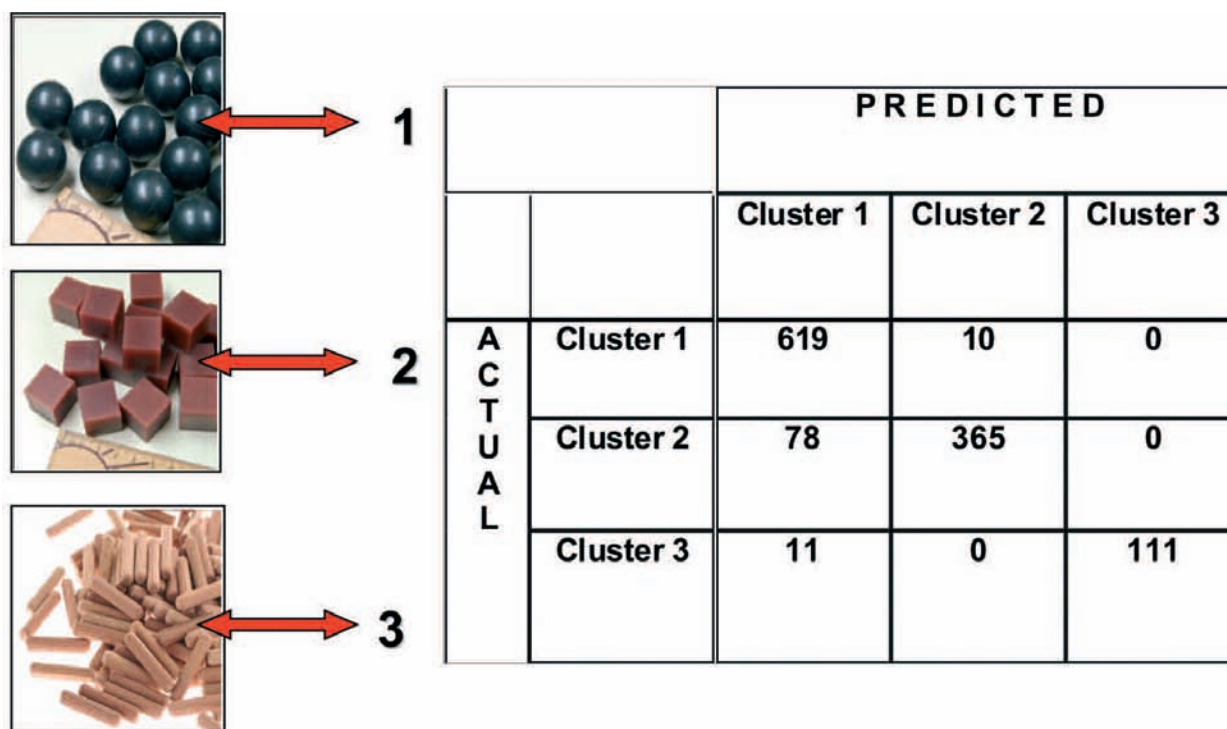 1
2
3
PREDICTED
Cluster 1 Cluster 2 Cluster 3
ACTUAL
Cluster 1 619 10 0
Cluster 2 78 365 0
Cluster 3 11 0 111